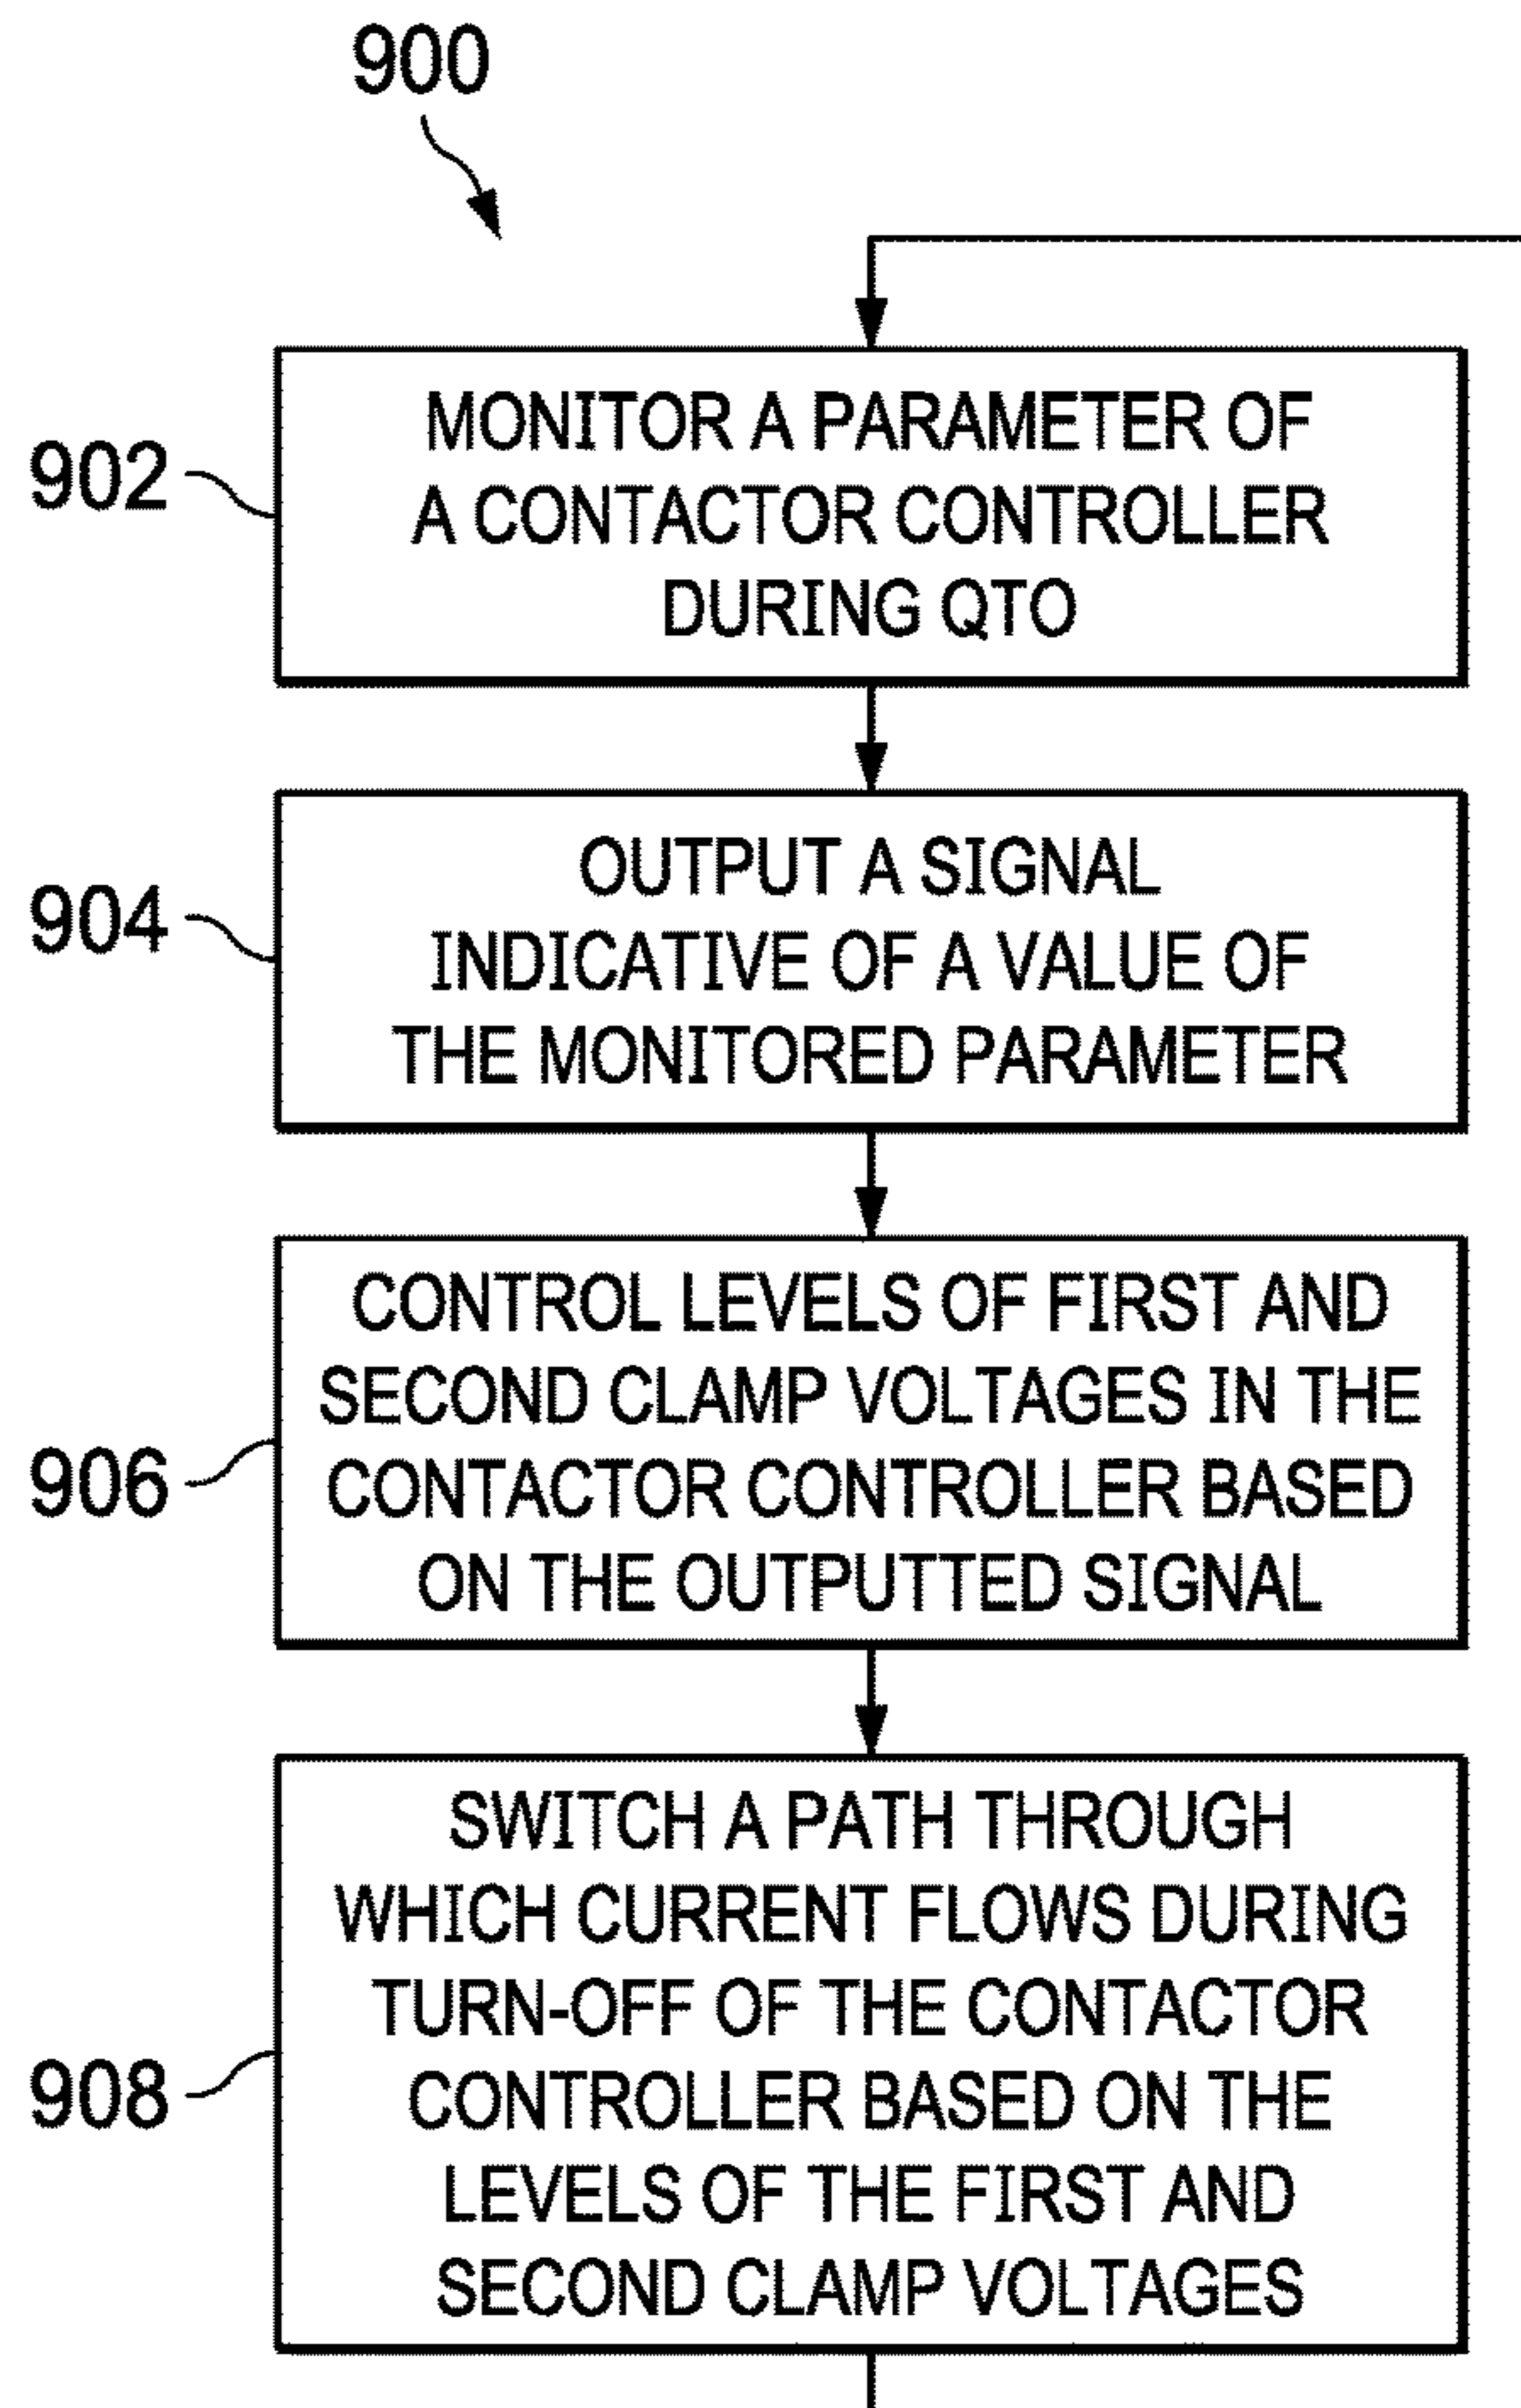 900
902
MONITOR A PARAMETER OF
A CONTACTOR CONTROLLER
DURING QTO
904
OUTPUT A SIGNAL
INDICATIVE OF A VALUE OF
THE MONITORED PARAMETER
906
CONTROL LEVELS OF FIRST AND
SECOND CLAMP VOLTAGES IN THE
CONTACTOR CONTROLLER BASED
ON THE OUTPUTTED SIGNAL
908
SWITCH A PATH THROUGH
WHICH CURRENT FLOWS DURING
TURN-OFF OF THE CONTACTOR
CONTROLLER BASED ON THE
LEVELS OF THE FIRST AND
SECOND CLAMP VOLTAGES